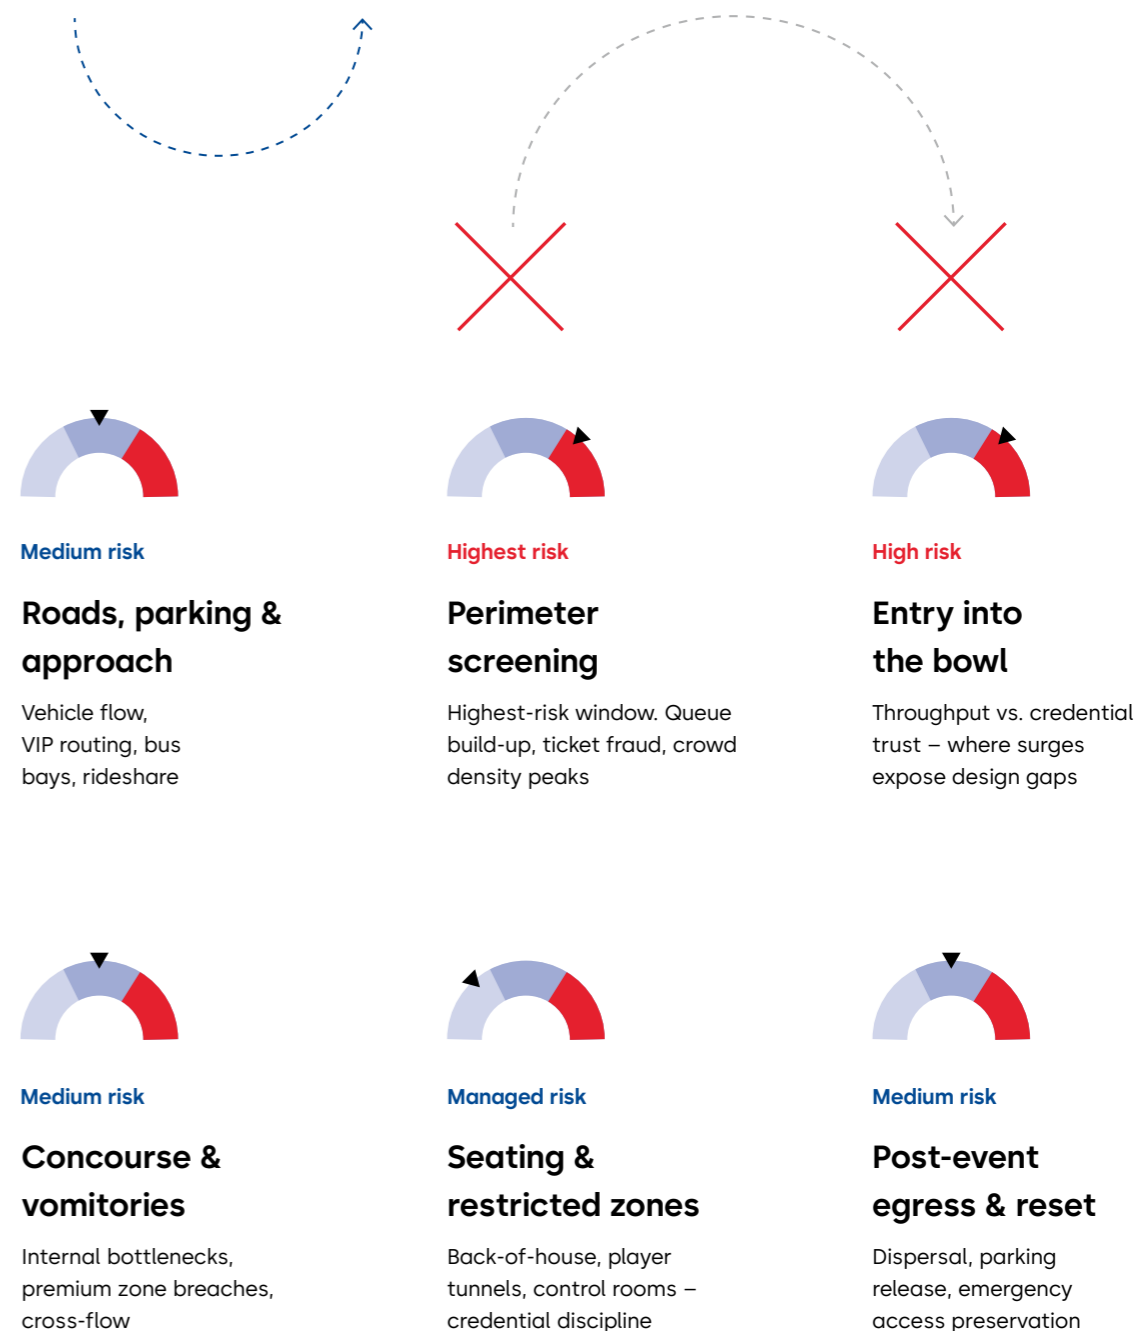 Medium risk
Roads, parking &
approach
Vehicle flow,
VIP routing, bus
bays, rideshare
Highest risk
Perimeter
screening
Highest-risk window. Queue
build-up, ticket fraud, crowd
density peaks
High risk
Entry into
the bowl
Throughput vs. credential
trust – where surges
expose design gaps
Medium risk
Concourse &
vomitories
Internal bottlenecks,
premium zone breaches,
cross-flow
Managed risk
Seating &
restricted zones
Back-of-house, player
tunnels, control rooms –
credential discipline
Medium risk
Post-event
egress & reset
Dispersal, parking
release, emergency
access preservation